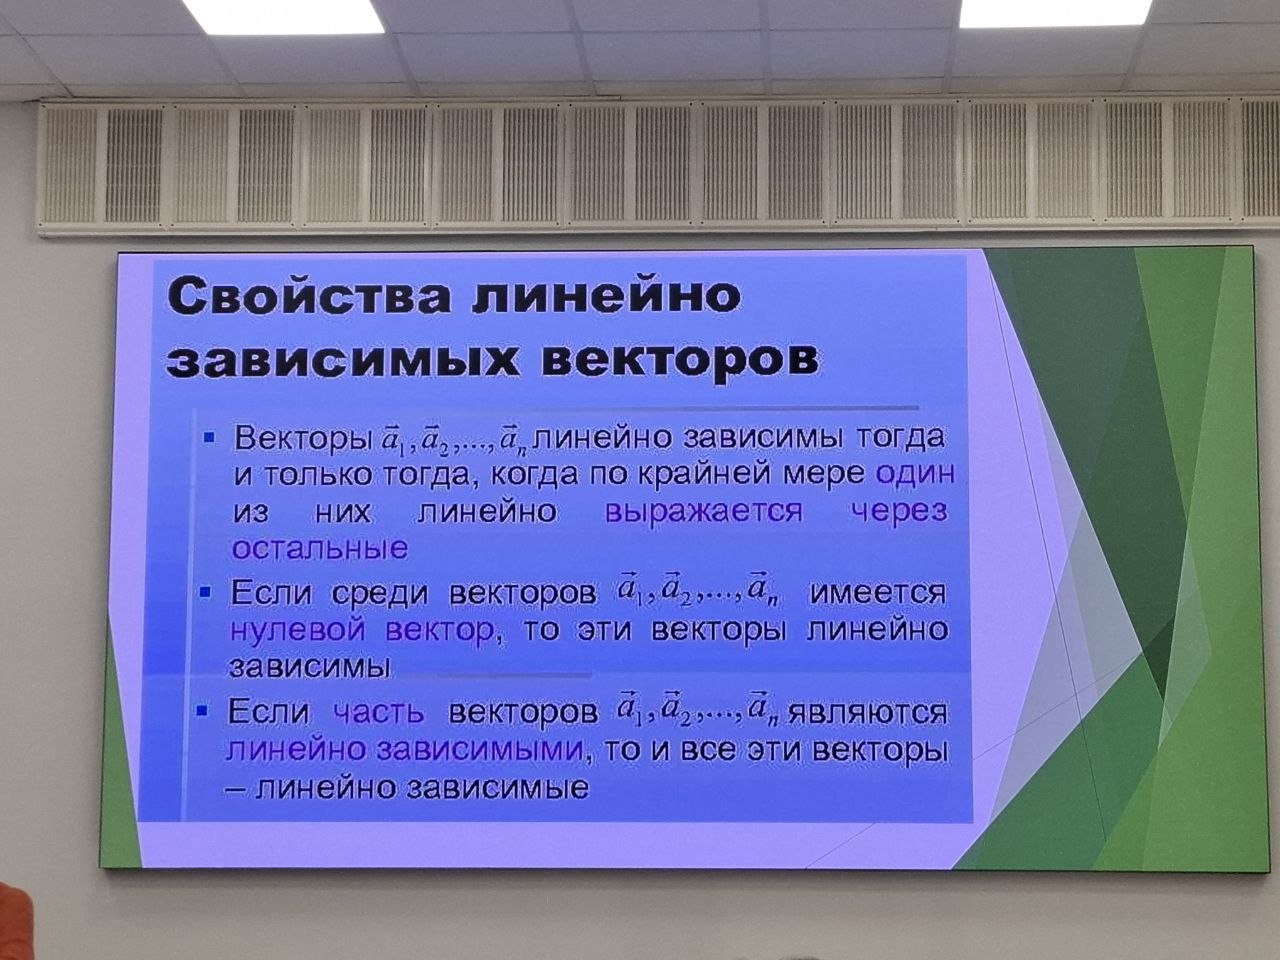 Свойства линейно
зависимых векторов
Векторы a⃗₁, a⃗₂,..., a⃗ₙ линейно зависимы тогда
и только тогда, когда по крайней мере один
из них линейно выражается через
остальные
Если среди векторов a⃗₁, a⃗₂,..., a⃗ₙ имеется
нулевой вектор, то эти векторы линейно
зависимы
Если часть векторов a⃗₁, a⃗₂,..., a⃗ₙ являются
линейно зависимыми, то и все эти векторы
– линейно зависимые